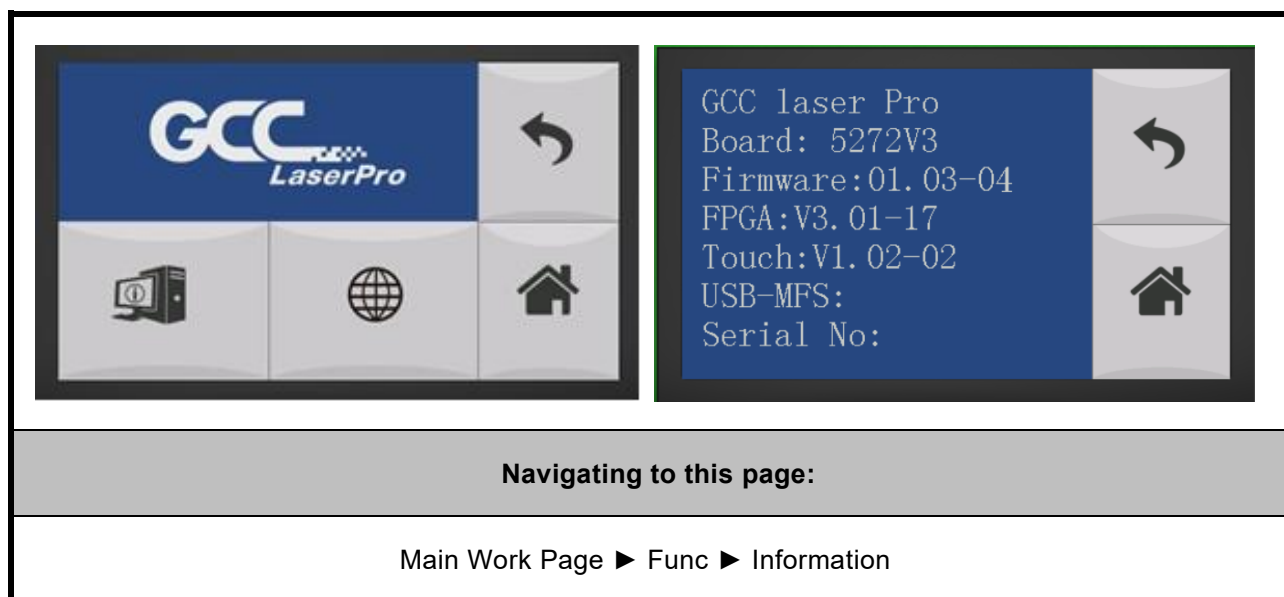 GCC
LaserPro
GCC laser Pro
Board: 5272V3
Firmware:01.03-04
FPGA:V3.01-17
Touch:V1.02-02
USB-MFS:
Serial No:
Navigating to this page:
Main Work Page ► Func ► Information